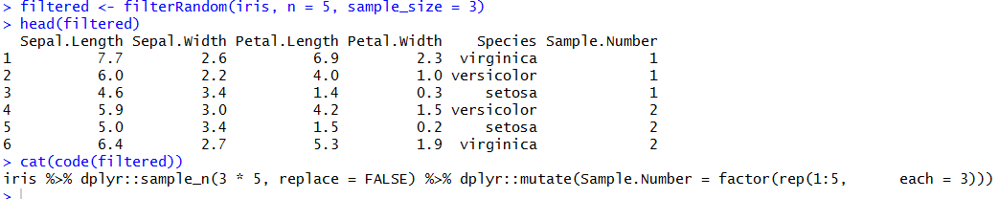 > filtered <- filterRandom(iris, n = 5, sample_size = 3)
> head(filtered)
  Sepal.Length Sepal.Width Petal.Length Petal.Width    Species Sample.Number
1          7.7         2.6          6.9         2.3  virginica             1
2          6.0         2.2          4.0         1.0 versicolor             1
3          4.6         3.4          1.4         0.3     setosa             1
4          5.9         3.0          4.2         1.5 versicolor             2
5          5.0         3.4          1.5         0.2     setosa             2
6          6.4         2.7          5.3         1.9  virginica             2
> cat(code(filtered))
iris %>% dplyr::sample_n(3 * 5, replace = FALSE) %>% dplyr::mutate(Sample.Number = factor(rep(1:5,      each = 3)))
>